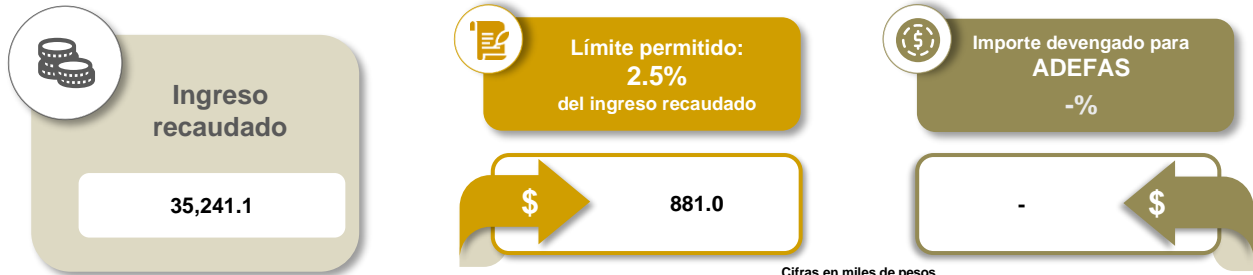 Ingreso
recaudado
35,241.1
Límite permitido:
2.5%
del ingreso recaudado
$
881.0
Importe devengado para
ADEFAS
-%
-
$
Cifras en miles de pesos